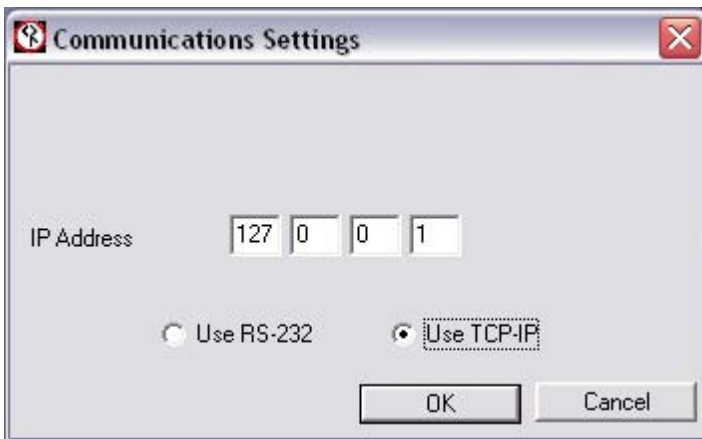 Communications Settings
IP Address 127 0 0 1
Use RS-232 Use TCP-IP
OK Cancel